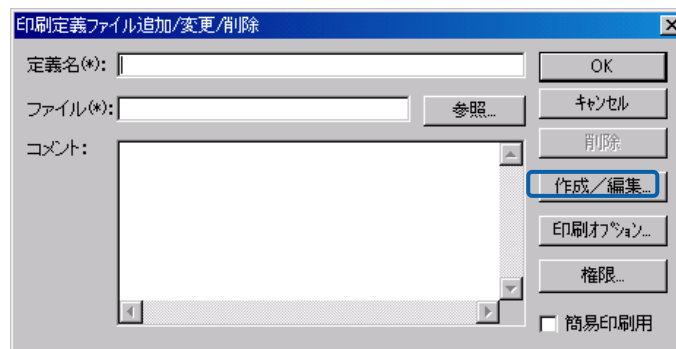 印刷定義ファイル追加/変更/削除
定義名(*):
OK
ファイル(*):
参照...
キャンセル
コメント:
削除
作成／編集...
印刷オプション...
権限...
簡易印刷用